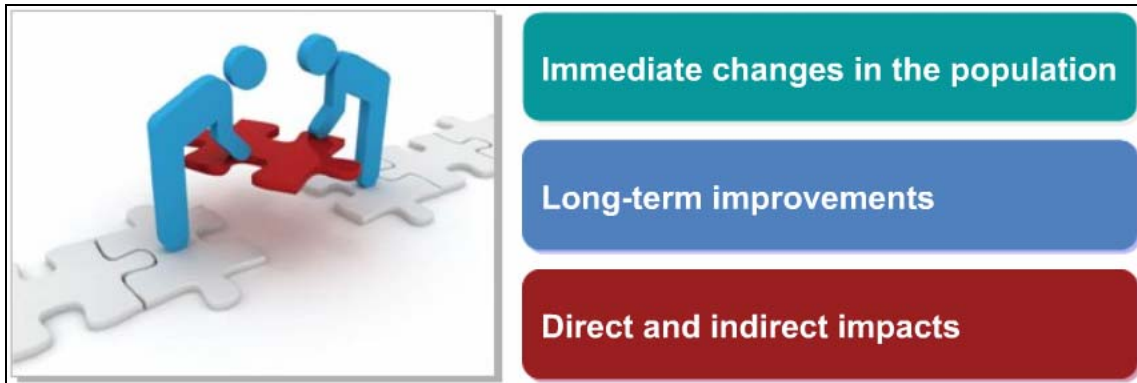 Immediate changes in the population
Long-term improvements
Direct and indirect impacts